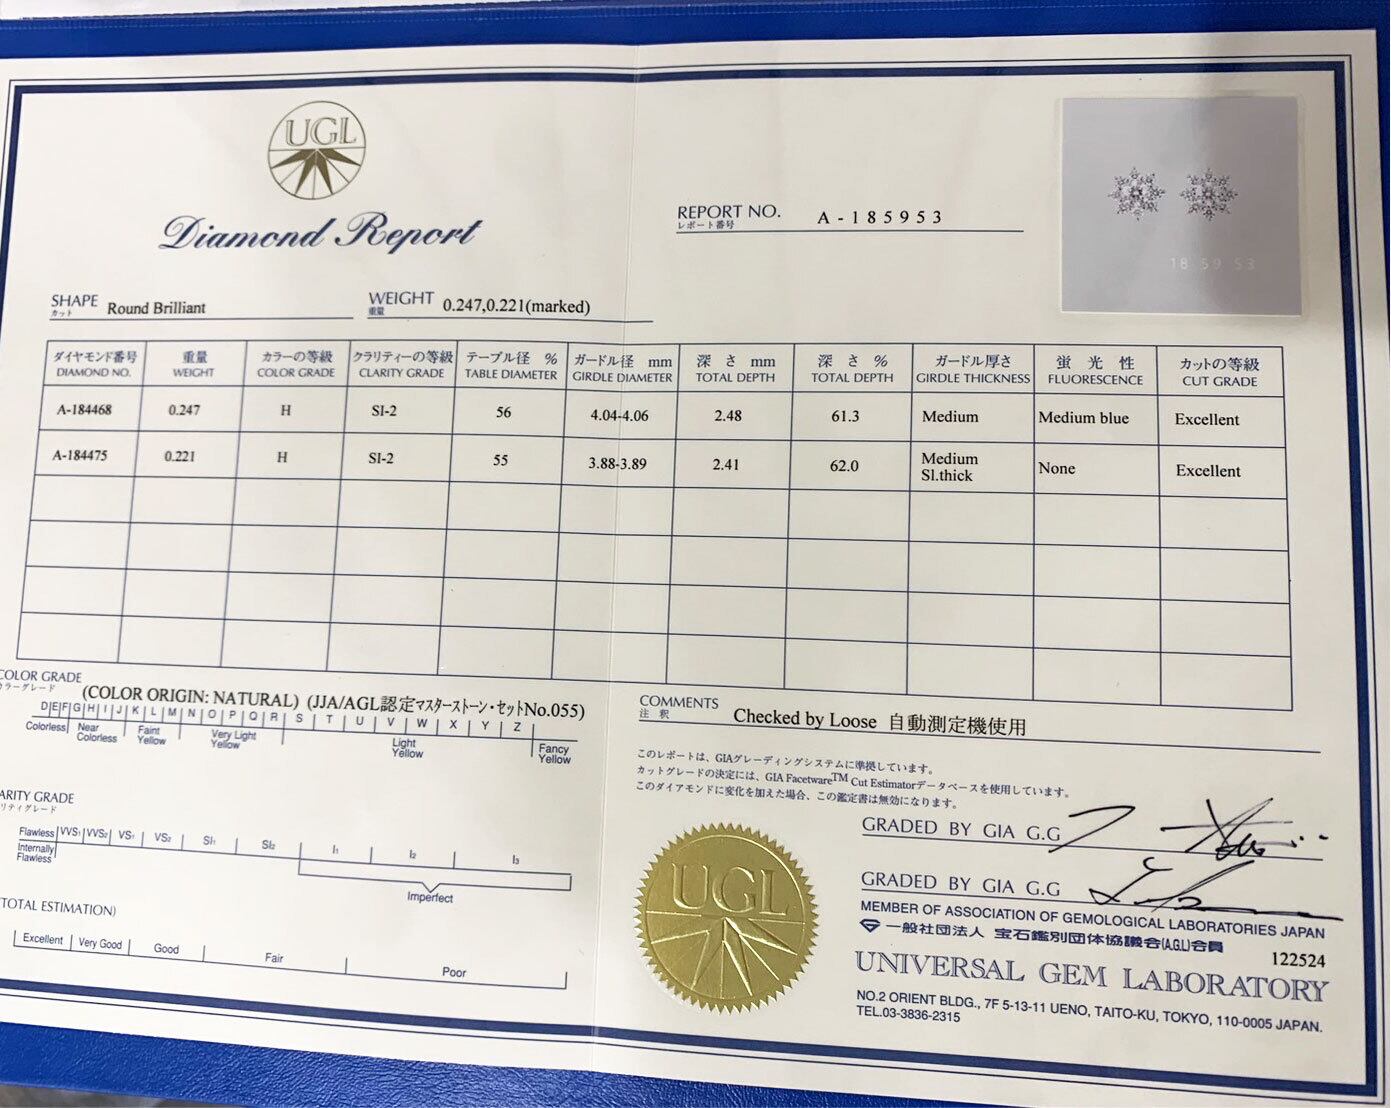 UGL
Diamond Report
REPORT NO. A-185953
レポート番号
18 59 53
SHAPE Round Brilliant
カット
WEIGHT 0.247,0.221(marked)
重量
ダイヤモンド番号 重量 カラーの等級 クラリティーの等級 テーブル径 % ガードル径 mm 深さ mm 深さ % ガードル厚さ 蛍光性 カットの等級
DIAMOND NO. WEIGHT COLOR GRADE CLARITY GRADE TABLE DIAMETER GIRDLE DIAMETER TOTAL DEPTH TOTAL DEPTH GIRDLE THICKNESS FLUORESCENCE CUT GRADE
A-184468 0.247 H SI-2 56 4.04-4.06 2.48 61.3 Medium Medium blue Excellent
A-184475 0.221 H SI-2 55 3.88-3.89 2.41 62.0 Medium Sl.thick None Excellent
COLOR GRADE
カラーグレード
(COLOR ORIGIN: NATURAL) (JJA/AGL認定マスターストーン・セットNo.055)
D E F G H I J K L M N O P Q R S T U V W X Y Z
Colorless Near Colorless Faint Yellow Very Light Yellow Light Yellow Fancy Yellow
ARITY GRADE
リティグレード
Flawless VVS1 VVS2 VS1 VS2 SI1 SI2 I1 I2 I3
Internally Flawless
Imperfect
TOTAL ESTIMATION)
Excellent Very Good Good Fair Poor
COMMENTS
注釈
Checked by Loose 自動測定機使用
このレポートは、GIAグレーディングシステムに準拠しています。
カットグレードの決定には、GIA Facetware™ Cut Estimatorデータベースを使用しています。
このダイヤモンドに変化を加えた場合、この鑑定書は無効になります。
GRADED BY GIA G.G
GRADED BY GIA G.G
UGL
MEMBER OF ASSOCIATION OF GEMOLOGICAL LABORATORIES JAPAN
一般社団法人 宝石鑑別団体協議会(A.G.L)会員
122524
UNIVERSAL GEM LABORATORY
NO.2 ORIENT BLDG., 7F 5-13-11 UENO, TAITO-KU, TOKYO, 110-0005 JAPAN.
TEL.03-3836-2315